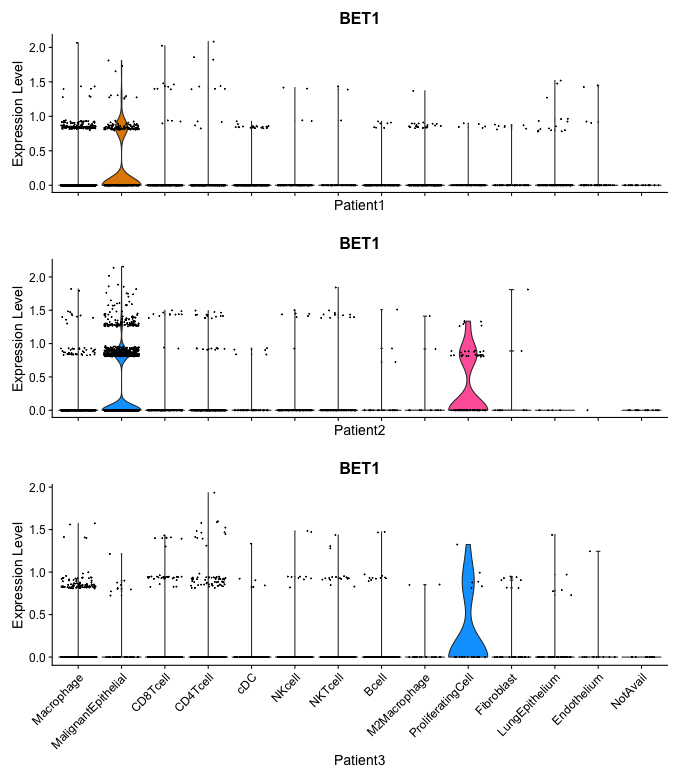 BET1
Expression Level
2.0
1.5
1.0
0.5
0.0
Patient1
BET1
Expression Level
2.0
1.5
1.0
0.5
0.0
Patient2
BET1
Expression Level
2.0
1.5
1.0
0.5
0.0
Macrophage
MalignantEpithelial
CD8Tcell
CD4Tcell
cDC
NKcell
NKTcell
Bcell
M2Macrophage
ProliferatingCell
Fibroblast
LungEpithelium
Endothelium
NotAvail
Patient3